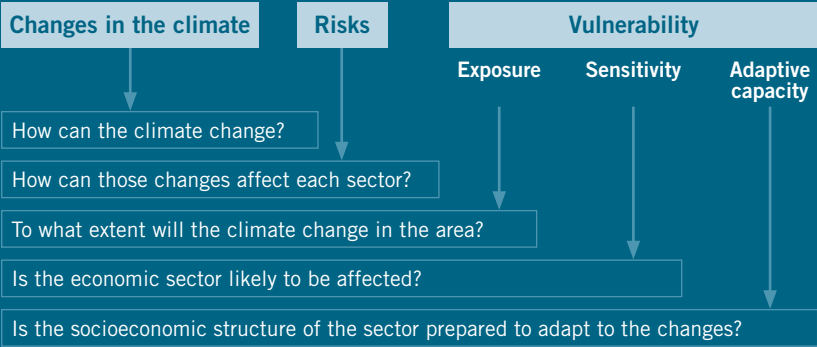 Changes in the climate
Risks
Vulnerability
Exposure
Sensitivity
Adaptive
capacity
How can the climate change?
How can those changes affect each sector?
To what extent will the climate change in the area?
Is the economic sector likely to be affected?
Is the socioeconomic structure of the sector prepared to adapt to the changes?